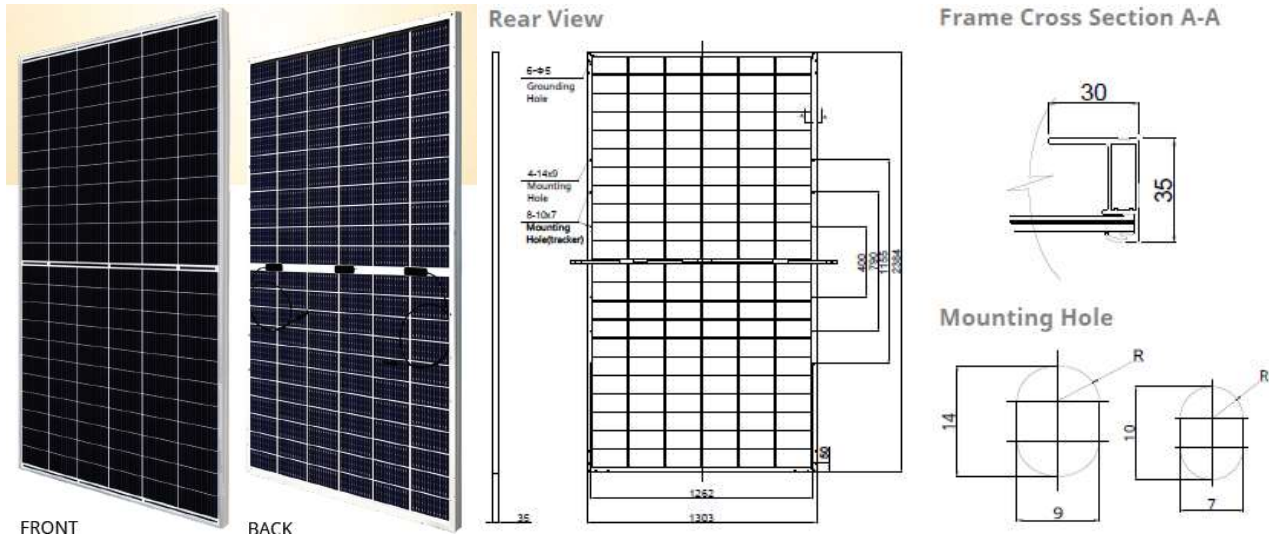 Rear View
Frame Cross Section A-A
6-Φ5
Grounding
Hole
30
4-14x9
Mounting
Hole
8-10x7
Mounting
Hole(tracker)
35
400
790
1155
2384
Mounting Hole
R
R
14
10
1262
9
7
FRONT
BACK
35
1303